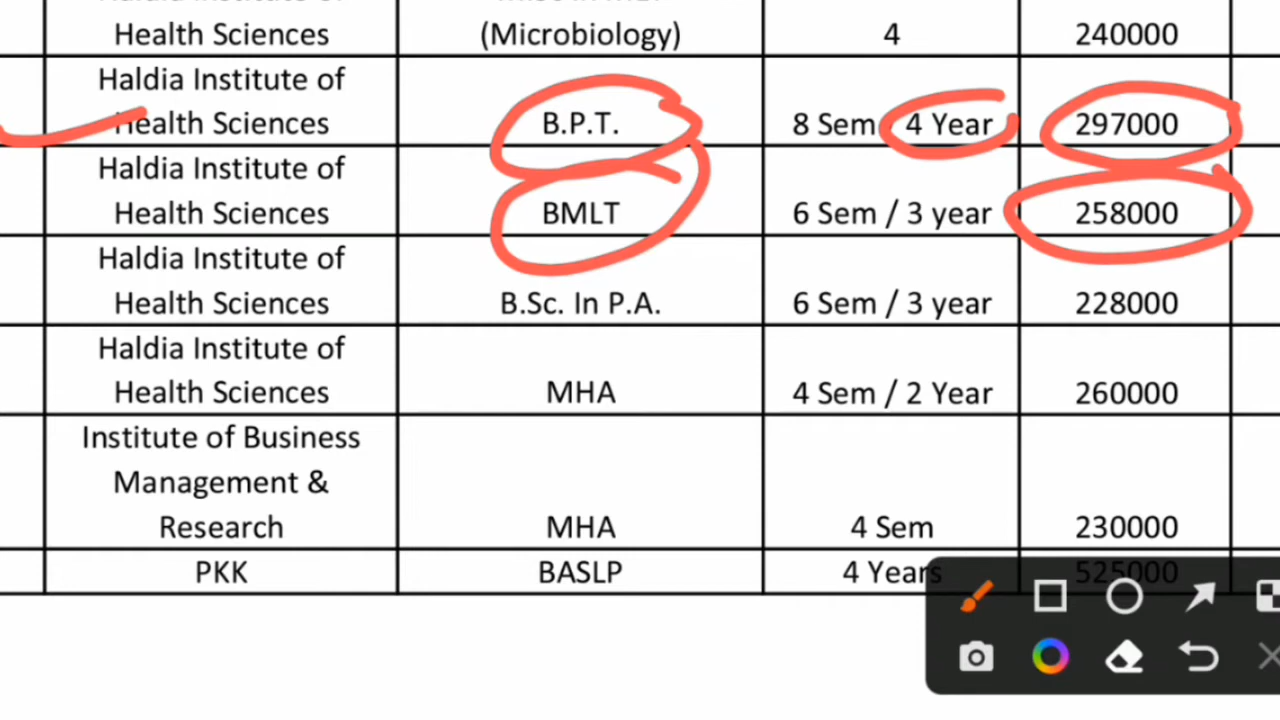 Health Sciences (Microbiology) 4 240000
Haldia Institute of
Health Sciences B.P.T. 8 Sem 4 Year 297000
Haldia Institute of
Health Sciences BMLT 6 Sem / 3 year 258000
Haldia Institute of
Health Sciences B.Sc. In P.A. 6 Sem / 3 year 228000
Haldia Institute of
Health Sciences MHA 4 Sem / 2 Year 260000
Institute of Business
Management &
Research MHA 4 Sem 230000
PKK BASLP 4 Years 525000